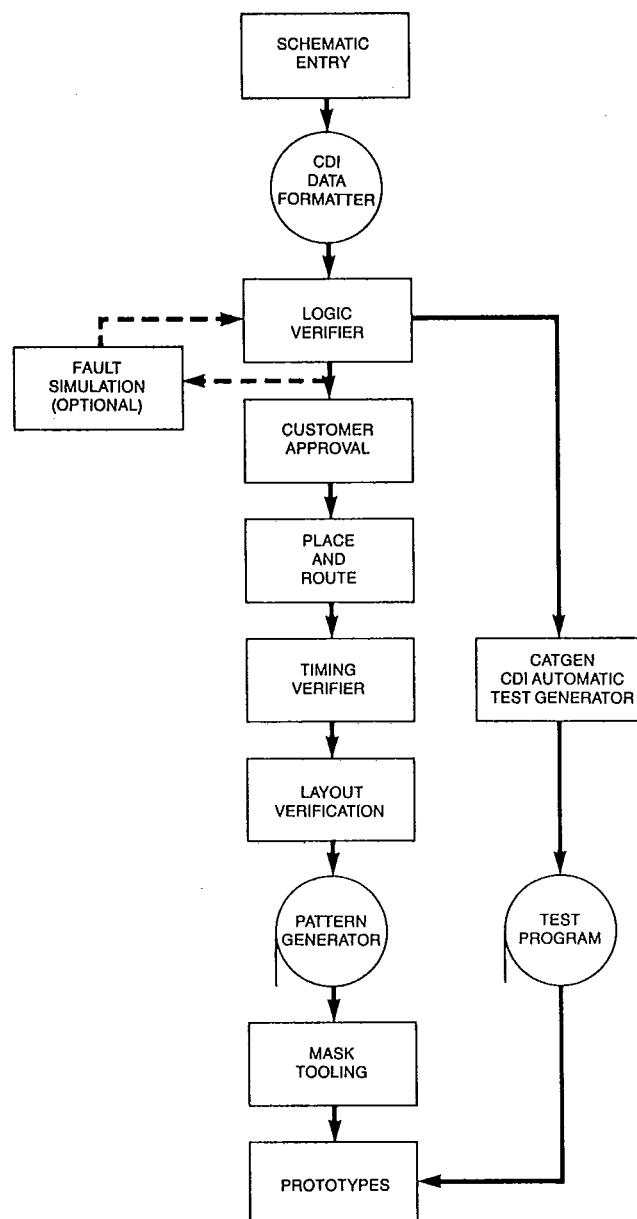 SCHEMATIC
ENTRY
CDI
DATA
FORMATTER
LOGIC
VERIFIER
FAULT
SIMULATION
(OPTIONAL)
CUSTOMER
APPROVAL
PLACE
AND
ROUTE
TIMING
VERIFIER
CATGEN
CDI AUTOMATIC
TEST GENERATOR
LAYOUT
VERIFICATION
PATTERN
GENERATOR
TEST
PROGRAM
MASK
TOOLING
PROTOTYPES